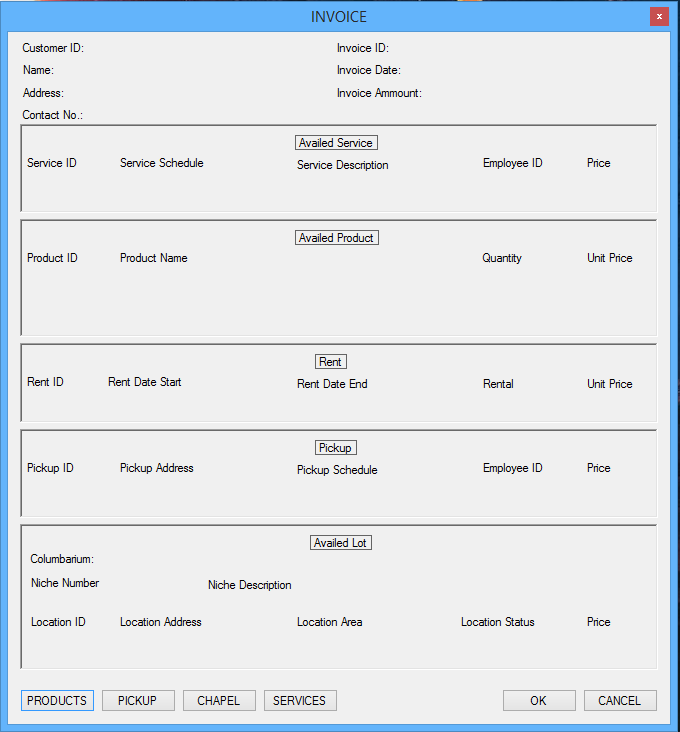 INVOICE
x
Customer ID: Invoice ID:
Name: Invoice Date:
Address: Invoice Ammount:
Contact No.:
Availed Service
Service ID Service Schedule Service Description Employee ID Price
Availed Product
Product ID Product Name Quantity Unit Price
Rent
Rent ID Rent Date Start Rent Date End Rental Unit Price
Pickup
Pickup ID Pickup Address Pickup Schedule Employee ID Price
Availed Lot
Columbarium:
Niche Number Niche Description
Location ID Location Address Location Area Location Status Price
PRODUCTS PICKUP CHAPEL SERVICES OK CANCEL